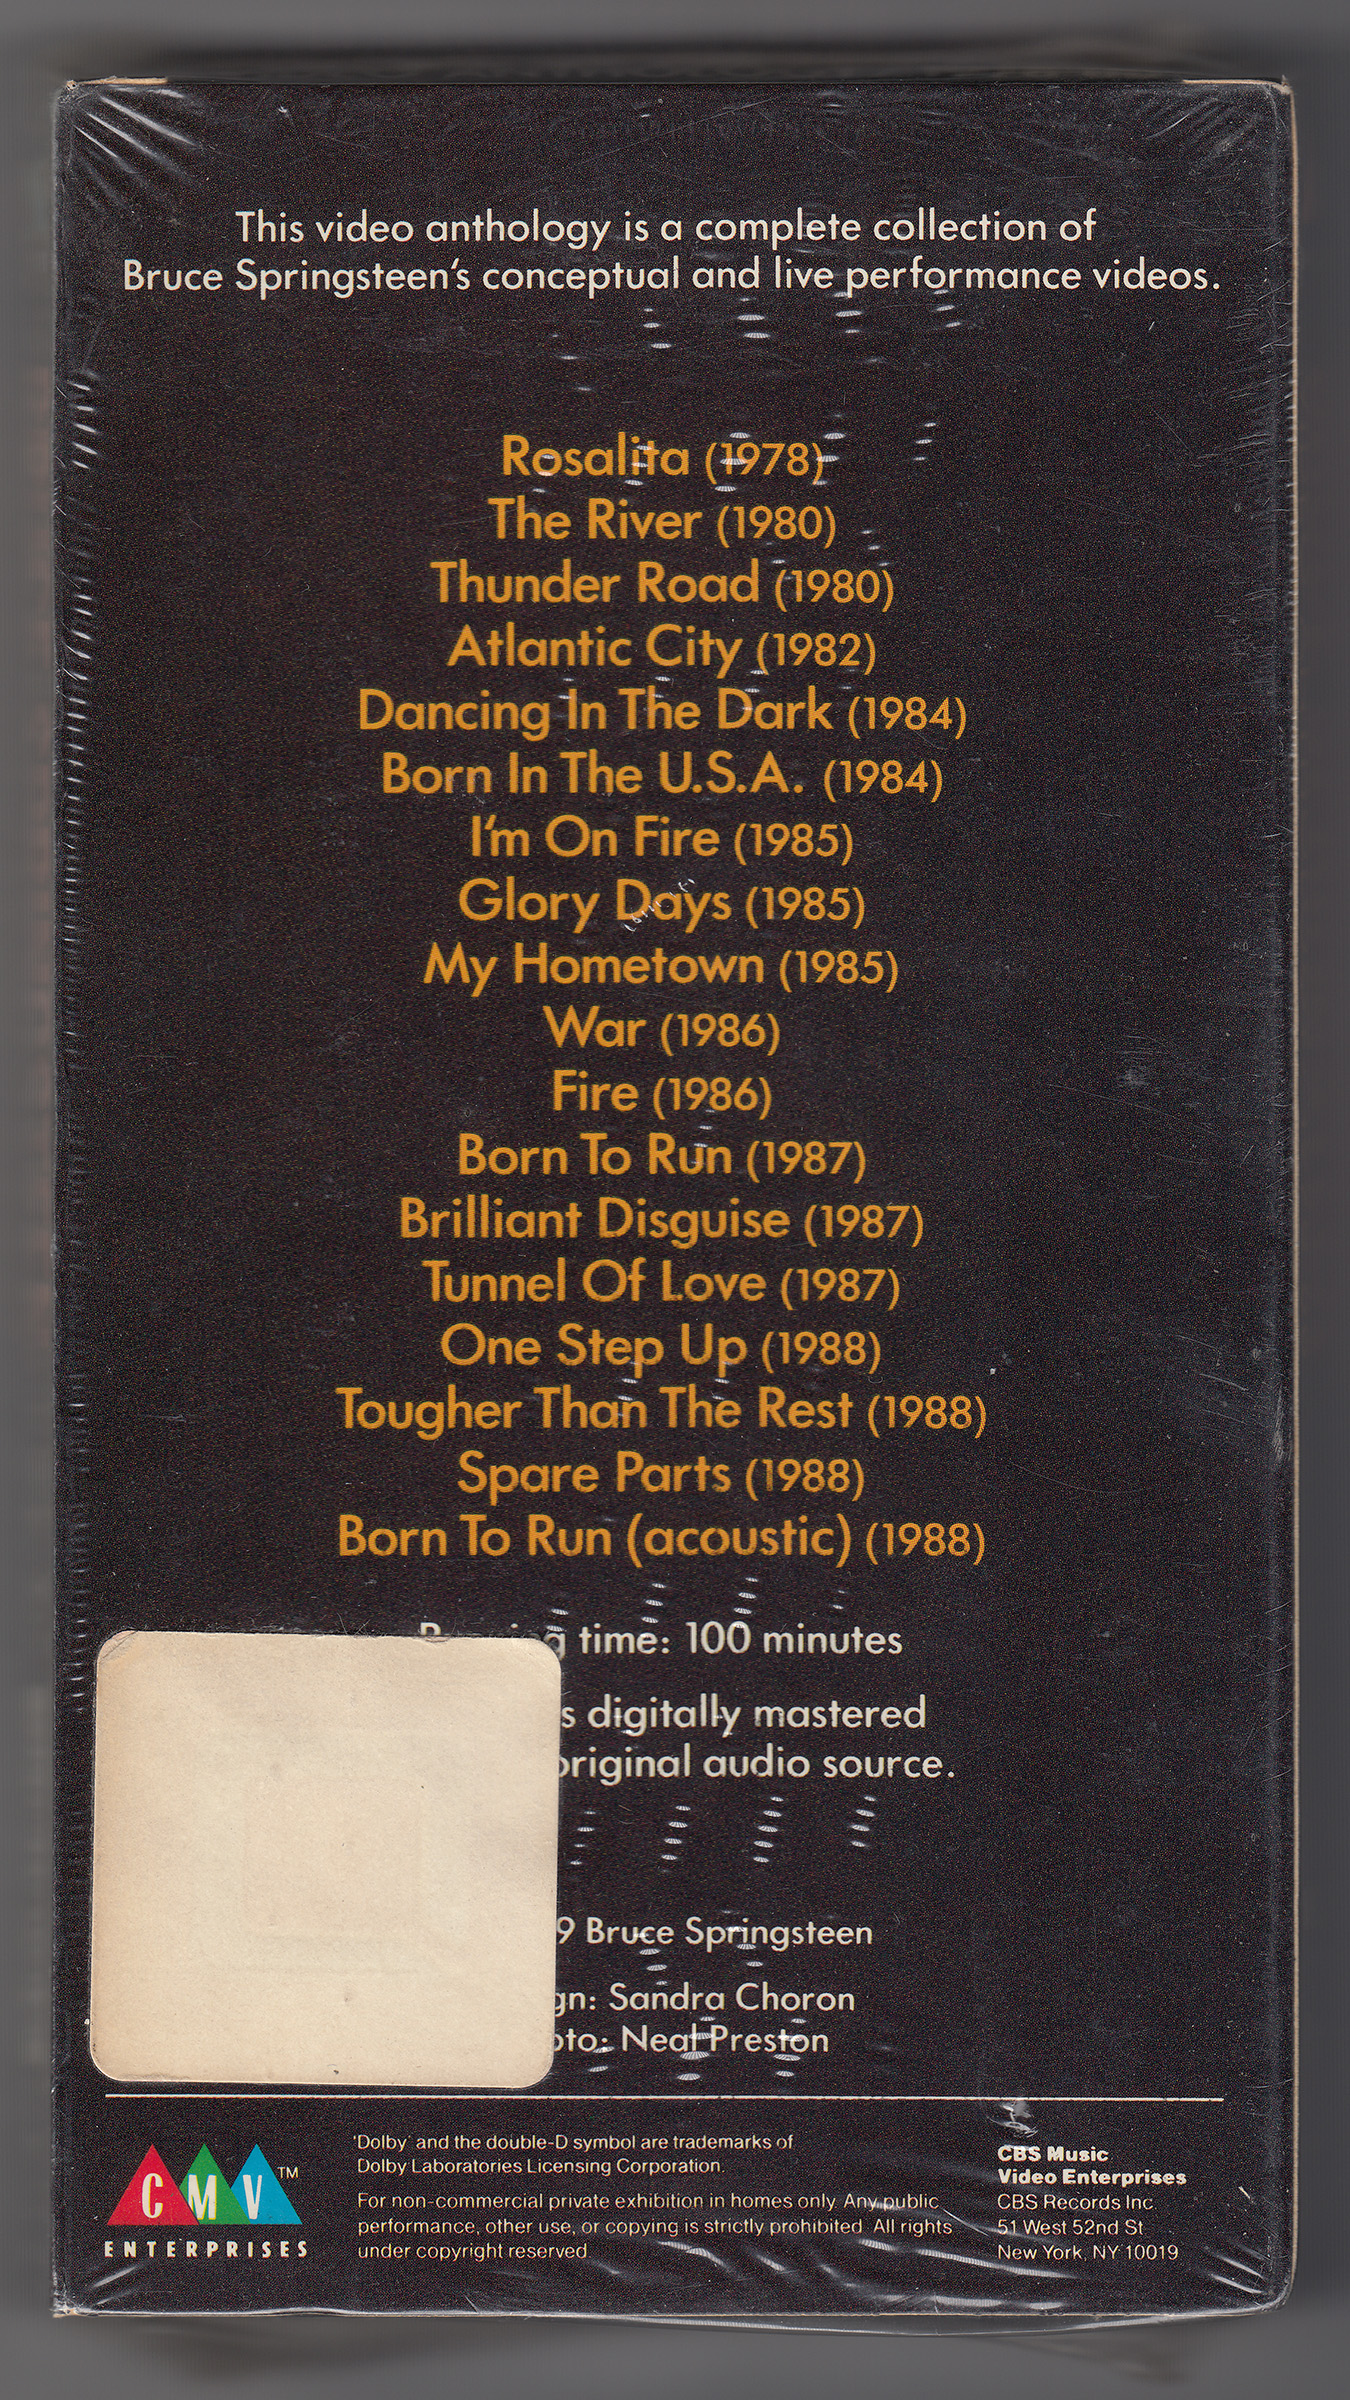 This video anthology is a complete collection of
Bruce Springsteen's conceptual and live performance videos.
Rosalita (1978)
The River (1980)
Thunder Road (1980)
Atlantic City (1982)
Dancing In The Dark (1984)
Born In The U.S.A. (1984)
I'm On Fire (1985)
Glory Days (1985)
My Hometown (1985)
War (1986)
Fire (1986)
Born To Run (1987)
Brilliant Disguise (1987)
Tunnel Of Love (1987)
One Step Up (1988)
Tougher Than The Rest (1988)
Spare Parts (1988)
Born To Run (acoustic) (1988)
time: 100 minutes
s digitally mastered
original audio source.
9 Bruce Springsteen
gn: Sandra Choron
oto: Neal Preston
CMV™
ENTERPRISES
'Dolby' and the double-D symbol are trademarks of
Dolby Laboratories Licensing Corporation.
For non-commercial private exhibition in homes only. Any public
performance, other use, or copying is strictly prohibited. All rights
under copyright reserved
CBS Music
Video Enterprises
CBS Records Inc.
51 West 52nd St.
New York, NY 10019